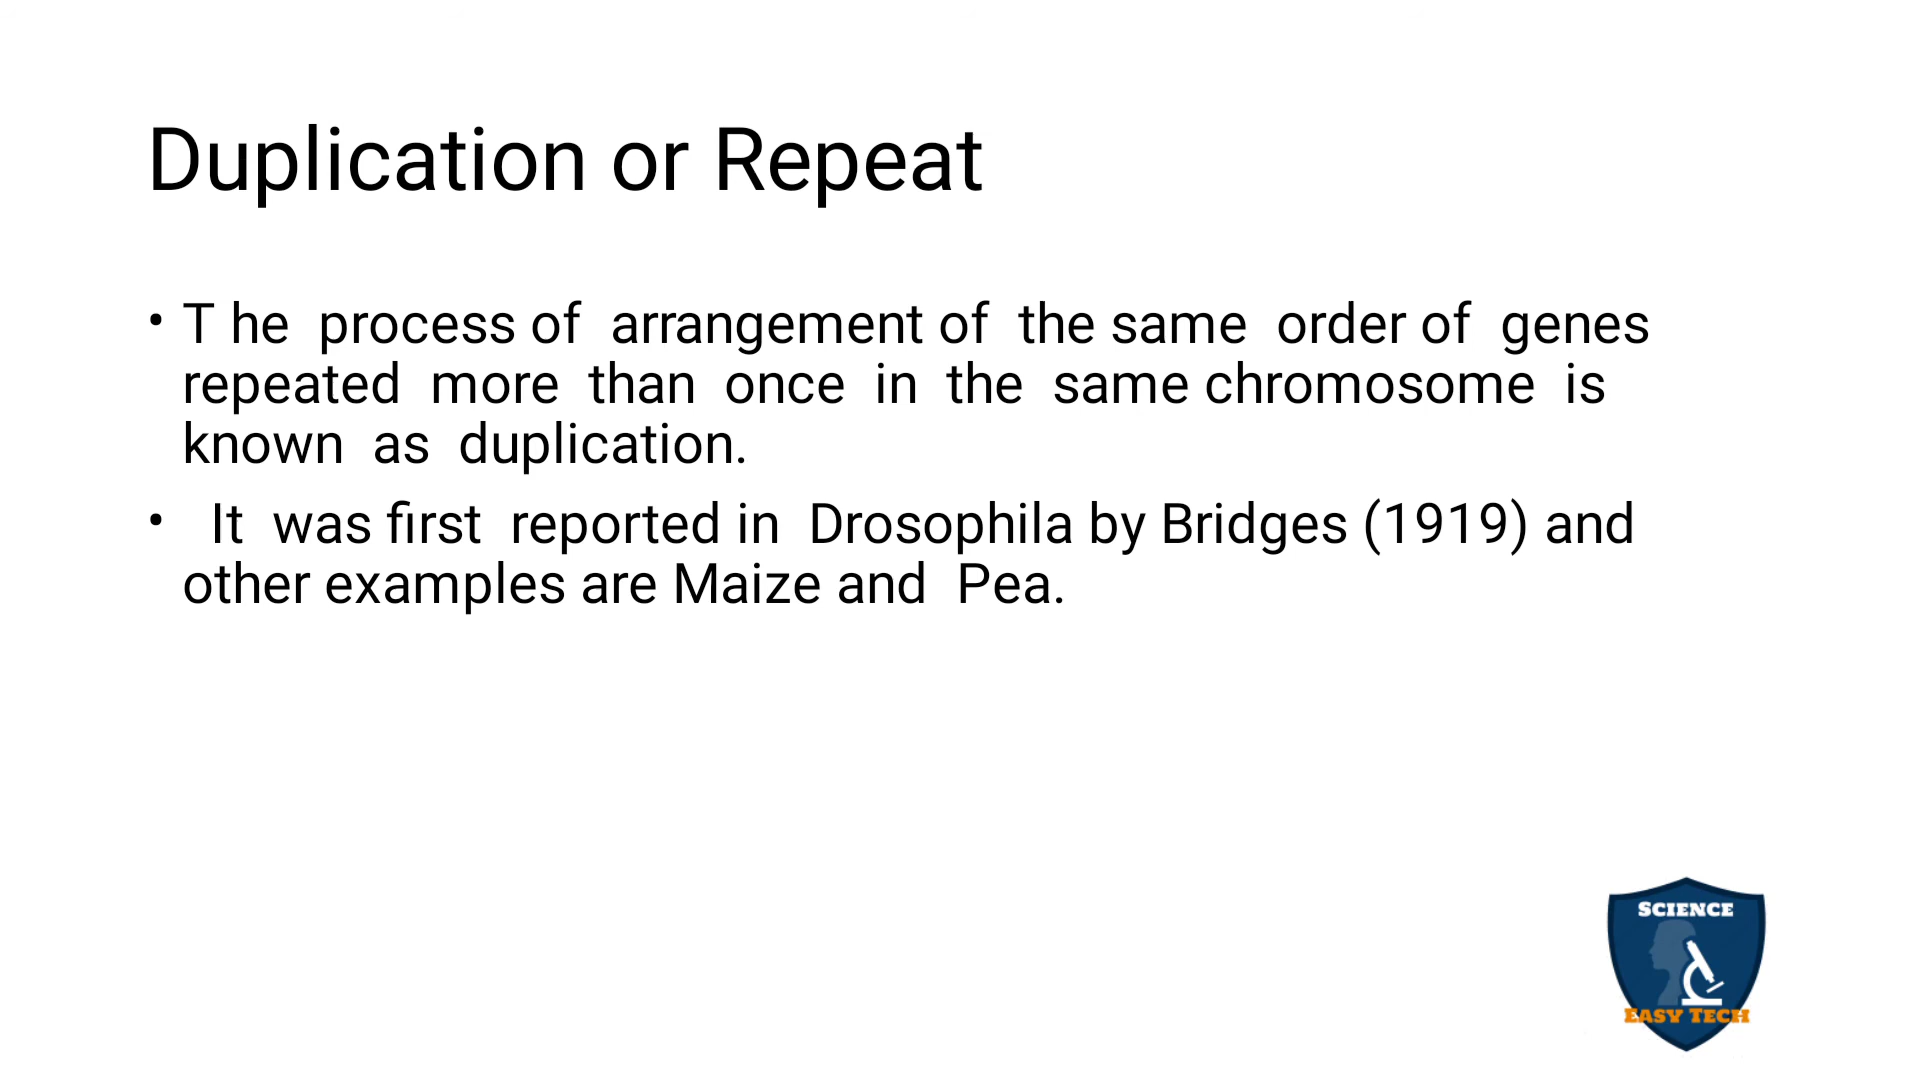 Duplication or Repeat
• T he process of arrangement of the same order of genes
repeated more than once in the same chromosome is
known as duplication.
• It was first reported in Drosophila by Bridges (1919) and
other examples are Maize and Pea.
SCIENCE
EASY TECH